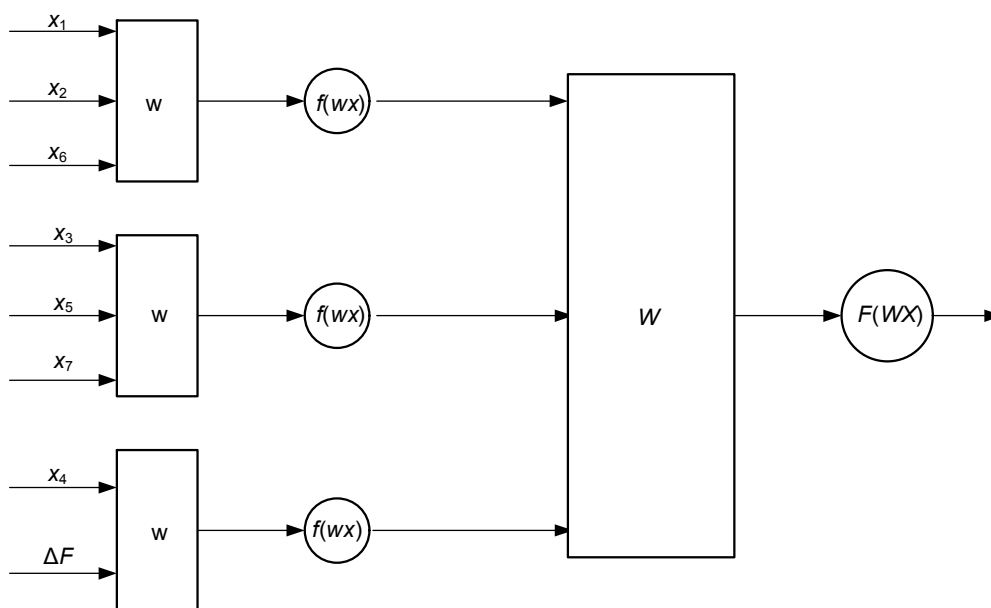 x₁
x₂
x₆
w
f(wx)
x₃
x₅
x₇
w
f(wx)
W
F(WX)
x₄
ΔF
w
f(wx)